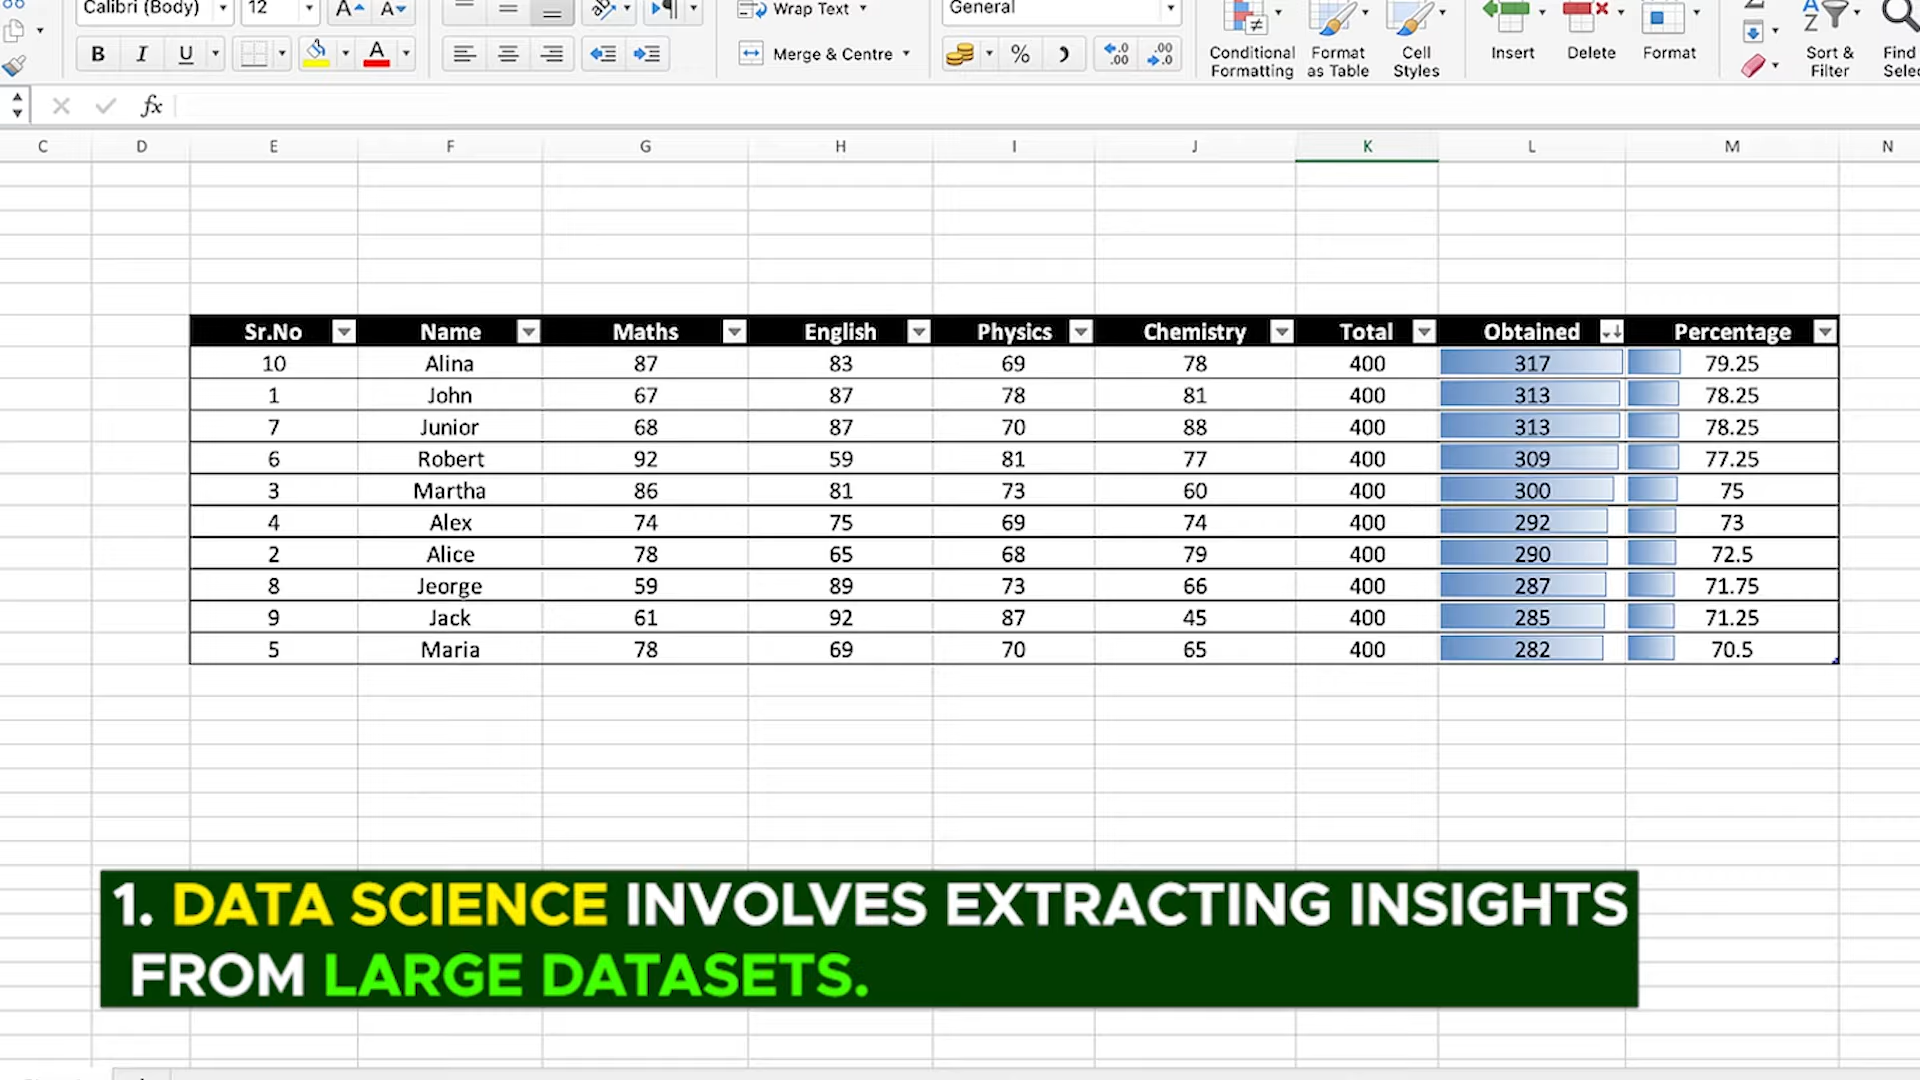 Calibri (Body) 12 A A Wrap Text General
B I U A Merge & Centre % Conditional Formatting Format as Table Cell Styles Insert Delete Format Sort & Filter Find
fx
C D E F G H I J K L M N
Sr.No Name Maths English Physics Chemistry Total Obtained Percentage
10 Alina 87 83 69 78 400 317 79.25
1 John 67 87 78 81 400 313 78.25
7 Junior 68 87 70 88 400 313 78.25
6 Robert 92 59 81 77 400 309 77.25
3 Martha 86 81 73 60 400 300 75
4 Alex 74 75 69 74 400 292 73
2 Alice 78 65 68 79 400 290 72.5
8 Jeorge 59 89 73 66 400 287 71.75
9 Jack 61 92 87 45 400 285 71.25
5 Maria 78 69 70 65 400 282 70.5
1. DATA SCIENCE INVOLVES EXTRACTING INSIGHTS
FROM LARGE DATASETS.